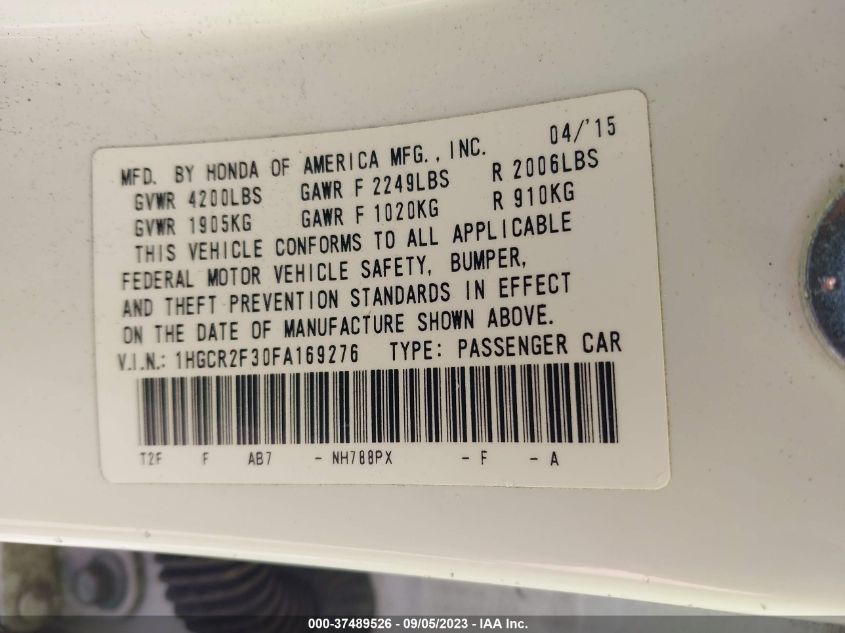 MFD. BY HONDA OF AMERICA MFG., INC. 04/'15
GVWR 4200LBS GAWR F 2249LBS R 2006LBS
GVWR 1905KG GAWR F 1020KG R 910KG
THIS VEHICLE CONFORMS TO ALL APPLICABLE
FEDERAL MOTOR VEHICLE SAFETY, BUMPER,
AND THEFT PREVENTION STANDARDS IN EFFECT
ON THE DATE OF MANUFACTURE SHOWN ABOVE.
V.I.N.: 1HGCR2F30FA169276 TYPE: PASSENGER CAR
T2F F AB7 - NH788PX - F - A
000-37489526 - 09/05/2023 - IAA Inc.